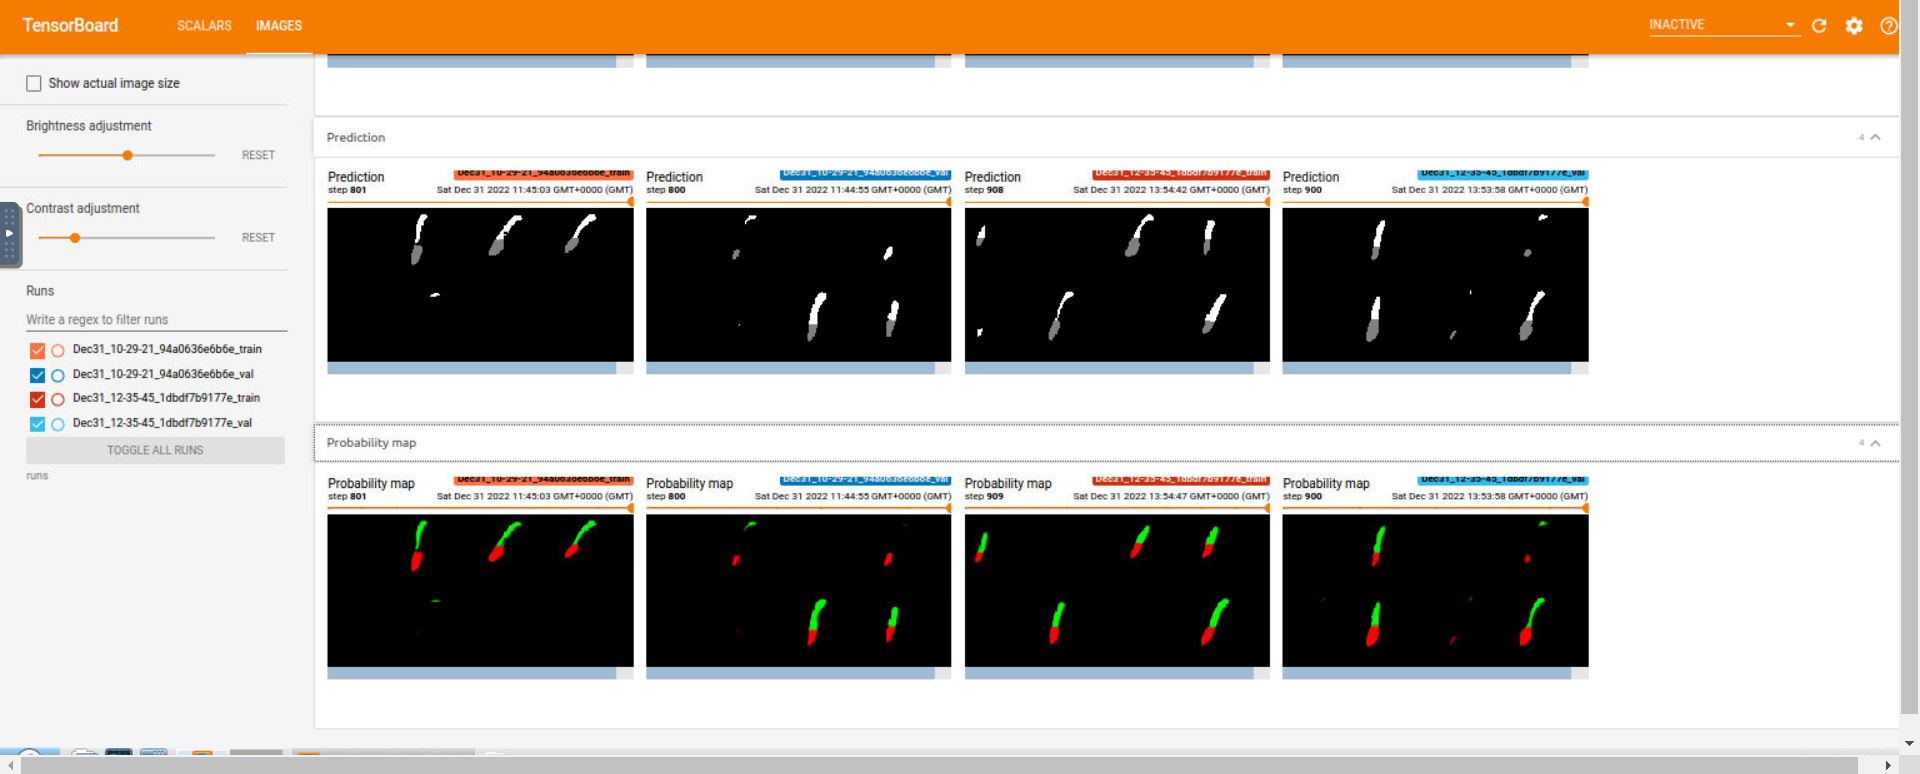 TensorBoard SCALARS IMAGES INACTIVE
Show actual image size
Brightness adjustment
RESET
Contrast adjustment
RESET
Runs
Write a regex to filter runs
Dec31_10-29-21_94a0636e6b6e_train
Dec31_10-29-21_94a0636e6b6e_val
Dec31_12-35-45_1dbdf7b9177e_train
Dec31_12-35-45_1dbdf7b9177e_val
TOGGLE ALL RUNS
runs
Prediction 4
Prediction Dec31_10-29-21_94a0636e6b6e_train
step 801 Sat Dec 31 2022 11:45:03 GMT+0000 (GMT)
Prediction Dec31_10-29-21_94a0636e6b6e_val
step 800 Sat Dec 31 2022 11:44:55 GMT+0000 (GMT)
Prediction Dec31_12-35-45_1dbdf7b9177e_train
step 908 Sat Dec 31 2022 13:54:42 GMT+0000 (GMT)
Prediction Dec31_12-35-45_1dbdf7b9177e_val
step 900 Sat Dec 31 2022 13:53:58 GMT+0000 (GMT)
Probability map 4
Probability map Dec31_10-29-21_94a0636e6b6e_train
step 801 Sat Dec 31 2022 11:45:03 GMT+0000 (GMT)
Probability map Dec31_10-29-21_94a0636e6b6e_val
step 800 Sat Dec 31 2022 11:44:55 GMT+0000 (GMT)
Probability map Dec31_12-35-45_1dbdf7b9177e_train
step 909 Sat Dec 31 2022 13:54:47 GMT+0000 (GMT)
Probability map Dec31_12-35-45_1dbdf7b9177e_val
step 900 Sat Dec 31 2022 13:53:58 GMT+0000 (GMT)